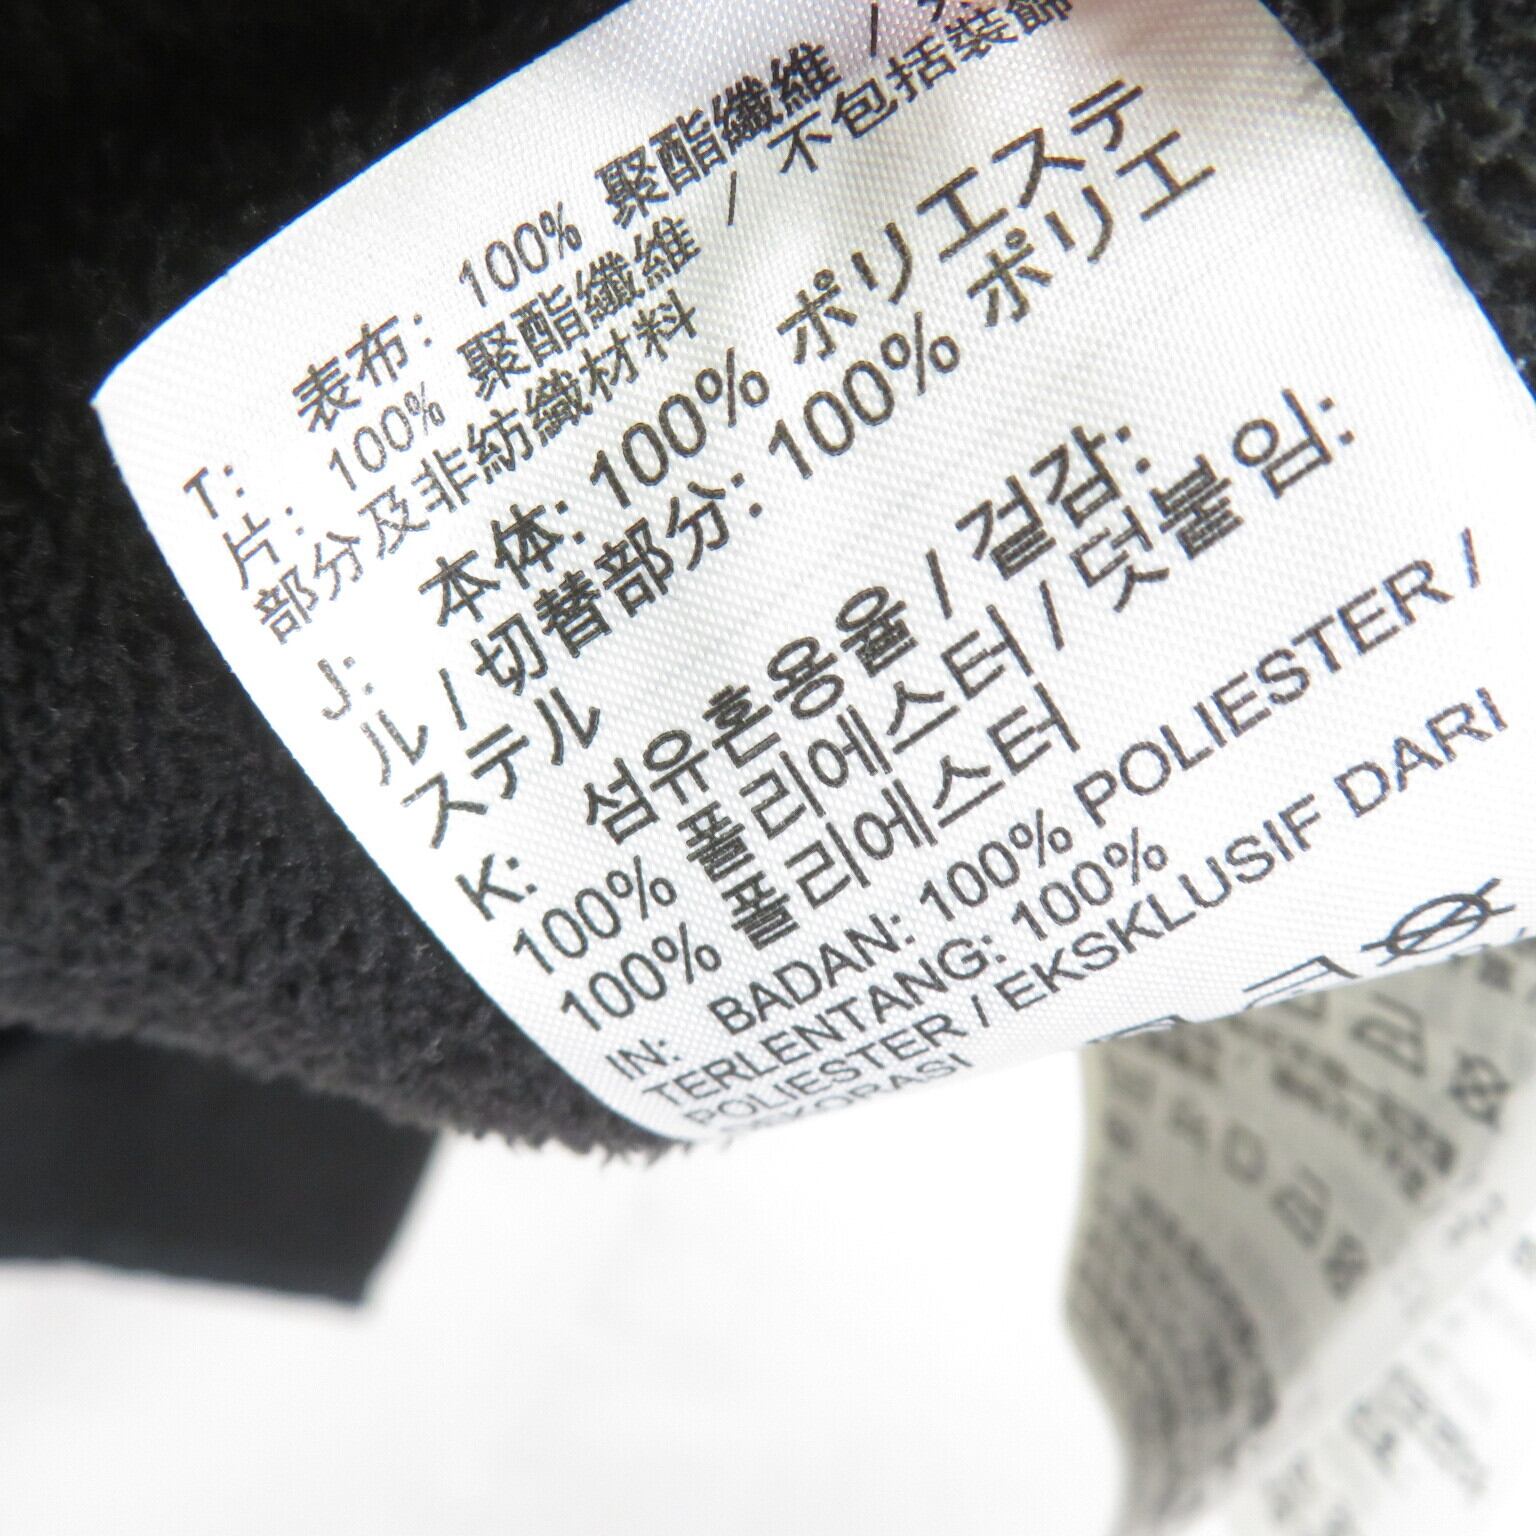 T: 表布: 100% 聚酯纖維 /
片: 100% 聚酯纖維 / 不包括裝飾
部分及非紡織材料
J: 本体: 100% ポリエステ
ル / 切替部分: 100% ポリエ
ステル
K: 섬유혼용율 / 겉감:
100% 폴리에스터 / 덧붙임:
100% 폴리에스터
IN: BADAN: 100% POLIESTER /
TERLENTANG: 100%
POLIESTER / EKSKLUSIF DARI
DEKORASI